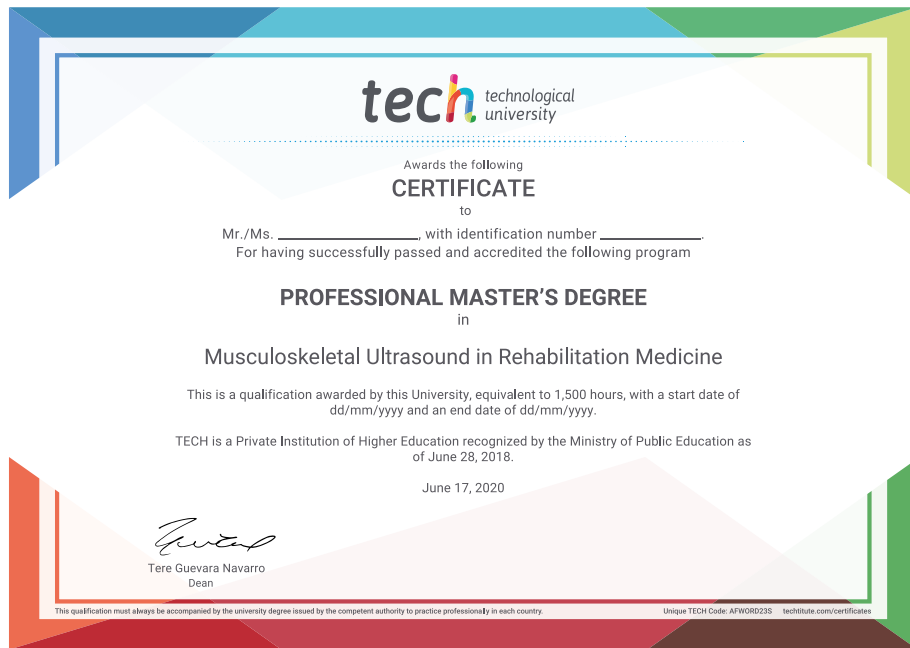 tech technological
university
Awards the following
CERTIFICATE
to
Mr./Ms. ____________________, with identification number ______________.
For having successfully passed and accredited the following program
PROFESSIONAL MASTER'S DEGREE
in
Musculoskeletal Ultrasound in Rehabilitation Medicine
This is a qualification awarded by this University, equivalent to 1,500 hours, with a start date of
dd/mm/yyyy and an end date of dd/mm/yyyy.
TECH is a Private Institution of Higher Education recognized by the Ministry of Public Education as
of June 28, 2018.
June 17, 2020
Tere Guevara Navarro
Dean
This qualification must always be accompanied by the university degree issued by the competent authority to practice professionally in each country.
Unique TECH Code: AFWORD23S techtitute.com/certificates